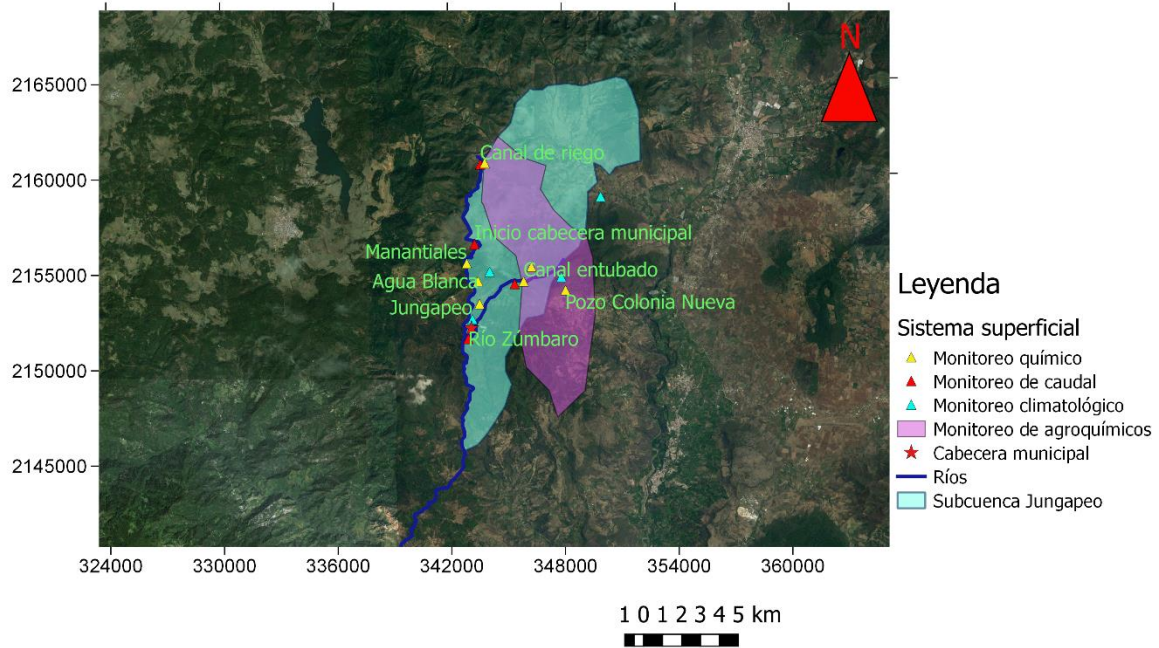 N
2165000
2160000
2155000
2150000
2145000
Canal de riego
Inicio cabecera municipal
Manantiales
Canal entubado
Agua Blanca
Pozo Colonia Nueva
Jungapeo
Río Zúmbaro
324000 330000 336000 342000 348000 354000 360000
Leyenda
Sistema superficial
Monitoreo químico
Monitoreo de caudal
Monitoreo climatológico
Monitoreo de agroquímicos
Cabecera municipal
Ríos
Subcuenca Jungapeo
1 0 1 2 3 4 5 km